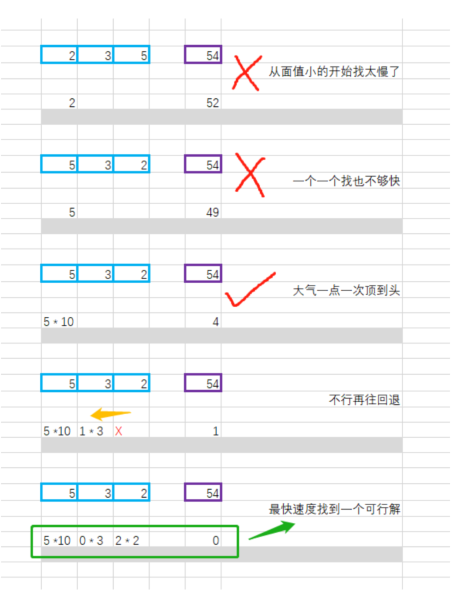 2 3 5 54
从面值小的开始找太慢了
2 52
5 3 2 54
一个一个找也不够快
5 49
5 3 2 54
大气一点一次顶到头
5 * 10 4
5 3 2 54
不行再往回退
5 *10 1 * 3 X 1
5 3 2 54
最快速度找到一个可行解
5 *10 0 * 3 2 * 2 0